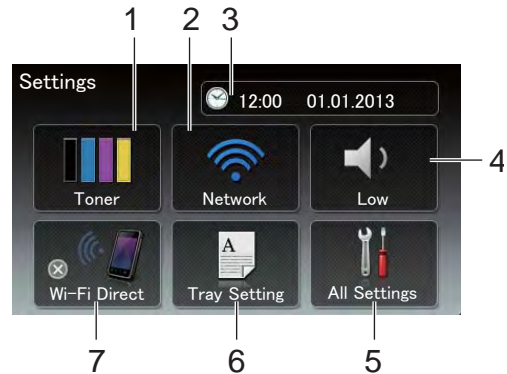 1 2 3
Settings
12:00 01.01.2013
4
Toner Network Low
A
Wi-Fi Direct Tray Setting All Settings
7 6 5